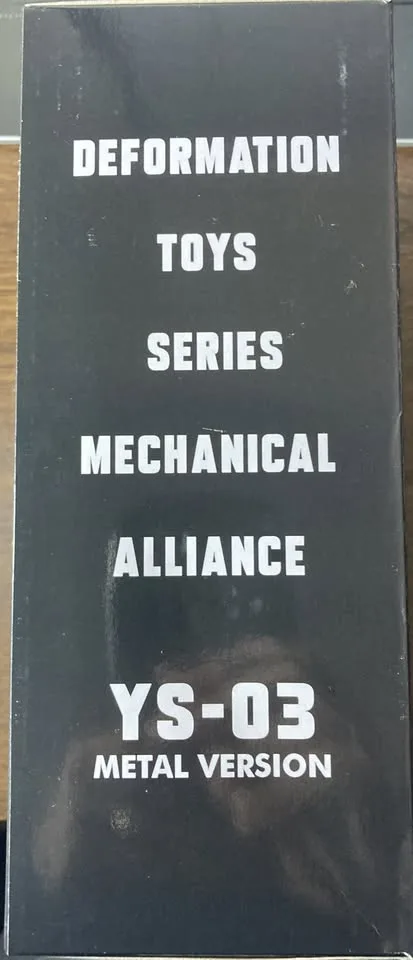 DEFORMATION
TOYS
SERIES
MECHANICAL
ALLIANCE
YS-03
METAL VERSION